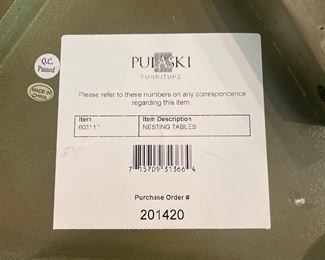 Q.C.
Passed
MADE IN
CHINA
PULASKI
FURNITURE
Please refer to these numbers on any correspondence
regarding this item.
Item Item Description
603117 NESTING TABLES
7 15709 31366 4
Purchase Order #
201420